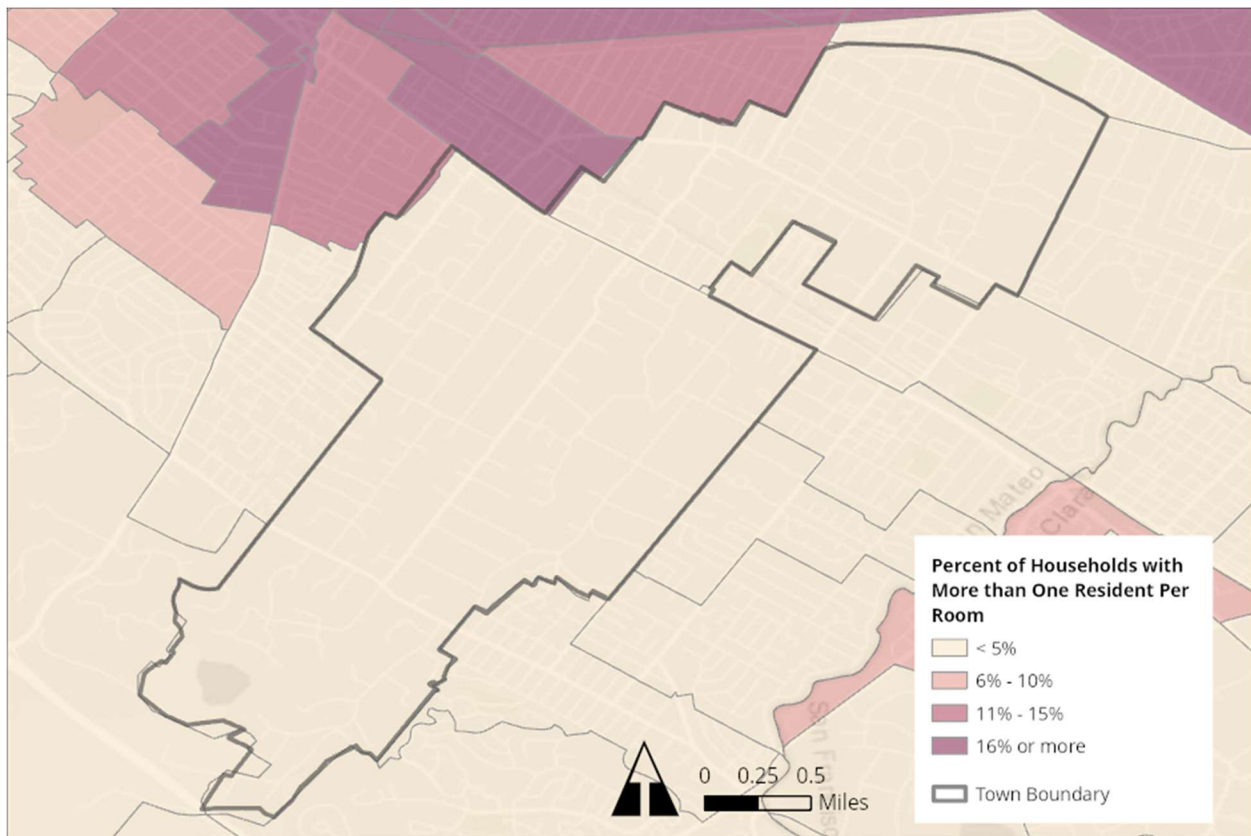 n Mateo
Clara
San Francisco
Percent of Households with
More than One Resident Per
Room
< 5%
6% - 10%
11% - 15%
16% or more
Town Boundary
0 0.25 0.5
Miles